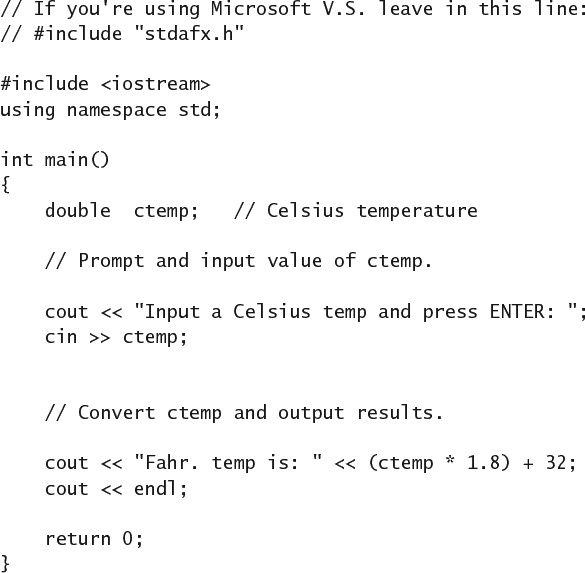 // If you're using Microsoft V.S. leave in this line:
// #include "stdafx.h"

#include <iostream>
using namespace std;

int main()
{
    double  ctemp;   // Celsius temperature

    // Prompt and input value of ctemp.

    cout << "Input a Celsius temp and press ENTER: ";
    cin >> ctemp;


    // Convert ctemp and output results.

    cout << "Fahr. temp is: " << (ctemp * 1.8) + 32;
    cout << endl;

    return 0;
}